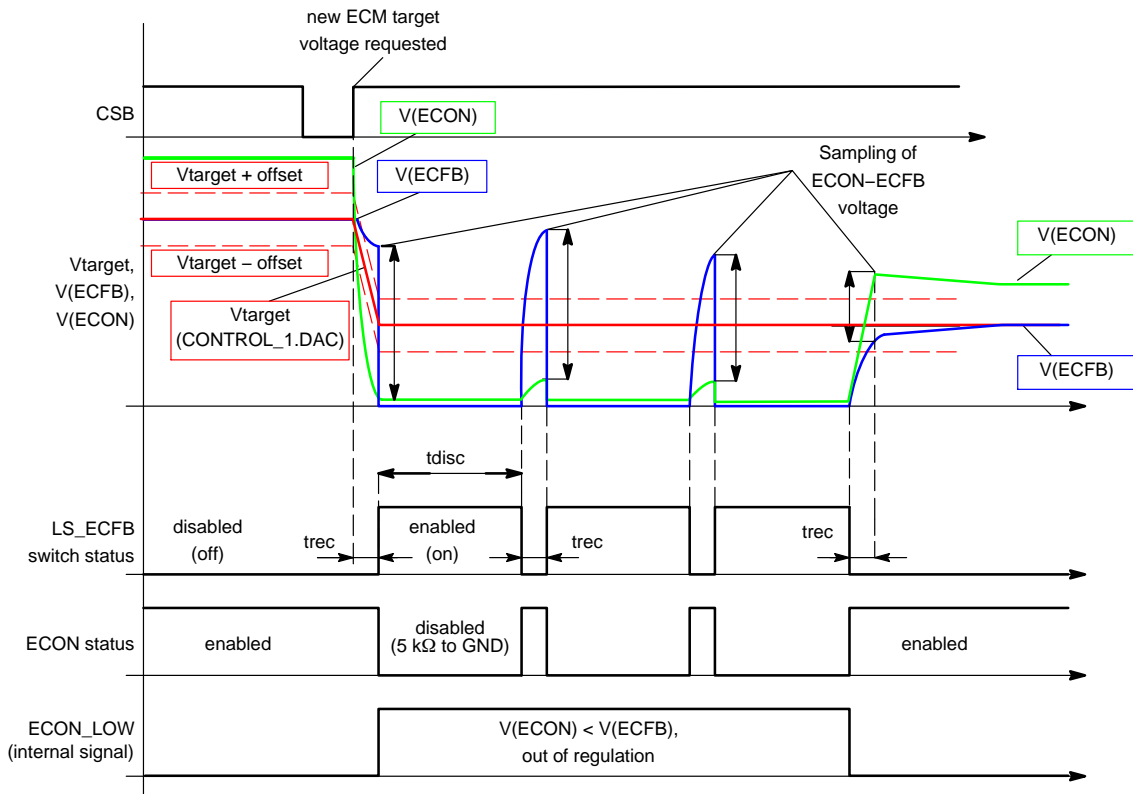 new ECM target
voltage requested
CSB
V(ECON)
Vtarget + offset
V(ECFB)
Sampling of
ECON−ECFB
voltage
Vtarget − offset
V(ECON)
Vtarget,
V(ECFB),
V(ECON)
Vtarget
(CONTROL_1.DAC)
V(ECFB)
tdisc
LS_ECFB
switch status
disabled
(off)
trec
enabled
(on)
trec
trec
ECON status
enabled
disabled
(5 kΩ to GND)
enabled
ECON_LOW
(internal signal)
V(ECON) < V(ECFB),
out of regulation